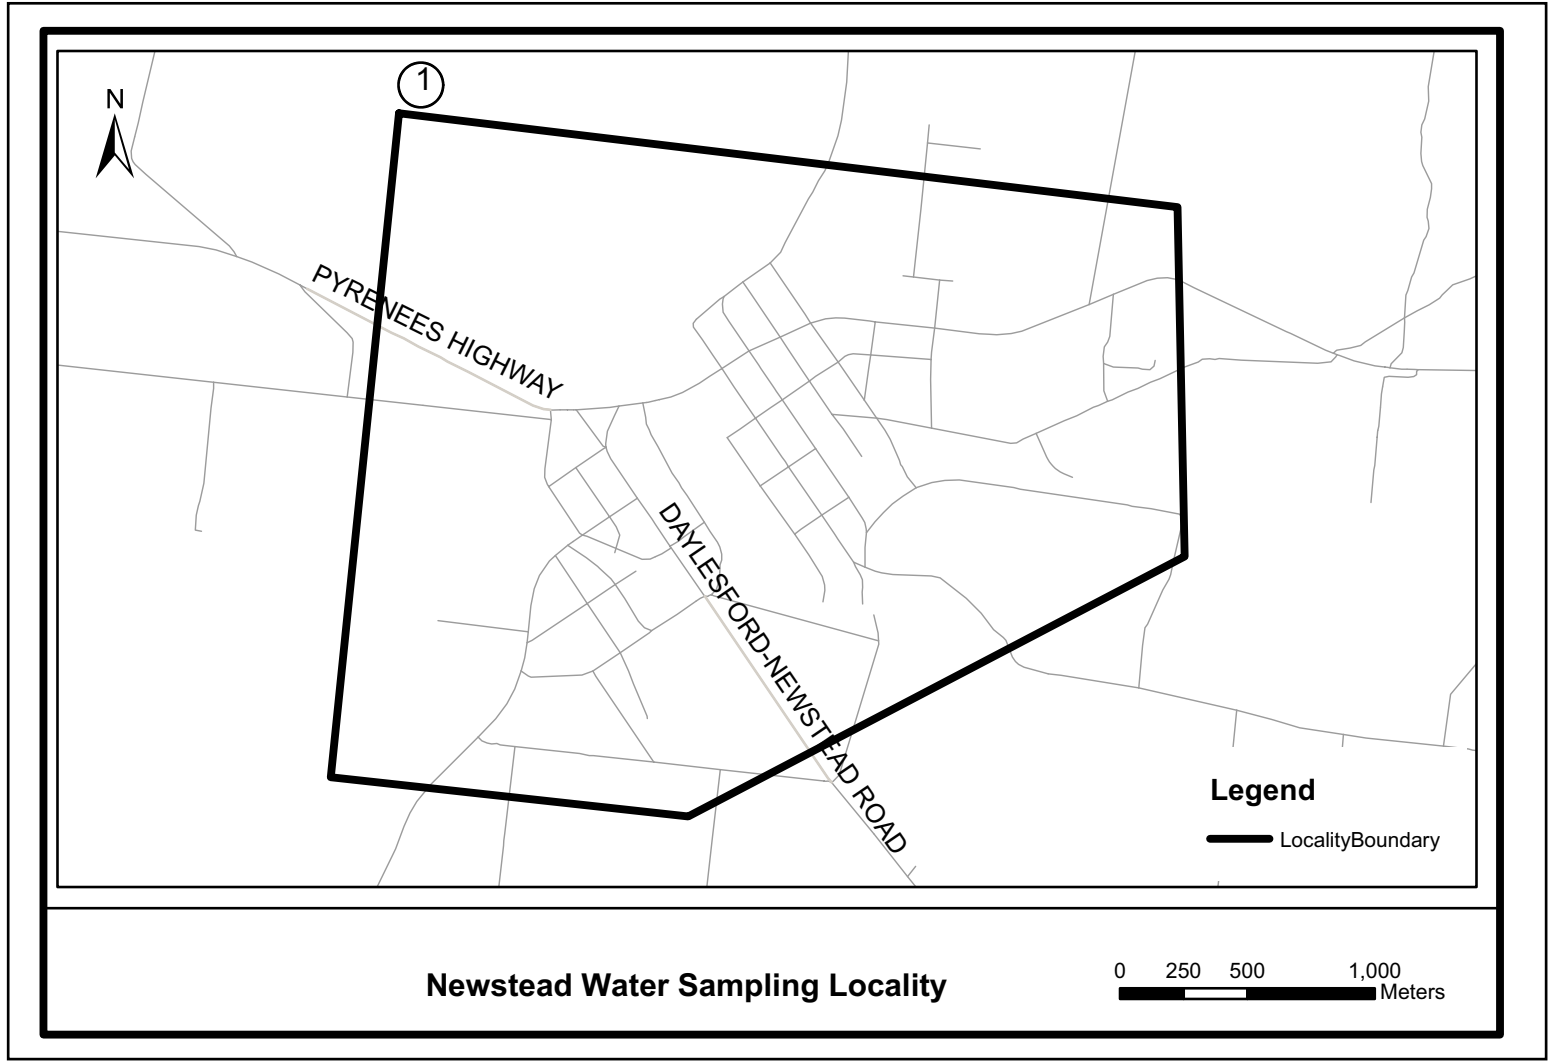 1
N
PYRENEES HIGHWAY
DAYLESFORD-NEWSTEAD ROAD
Legend
LocalityBoundary
Newstead Water Sampling Locality
0 250 500 1,000
Meters